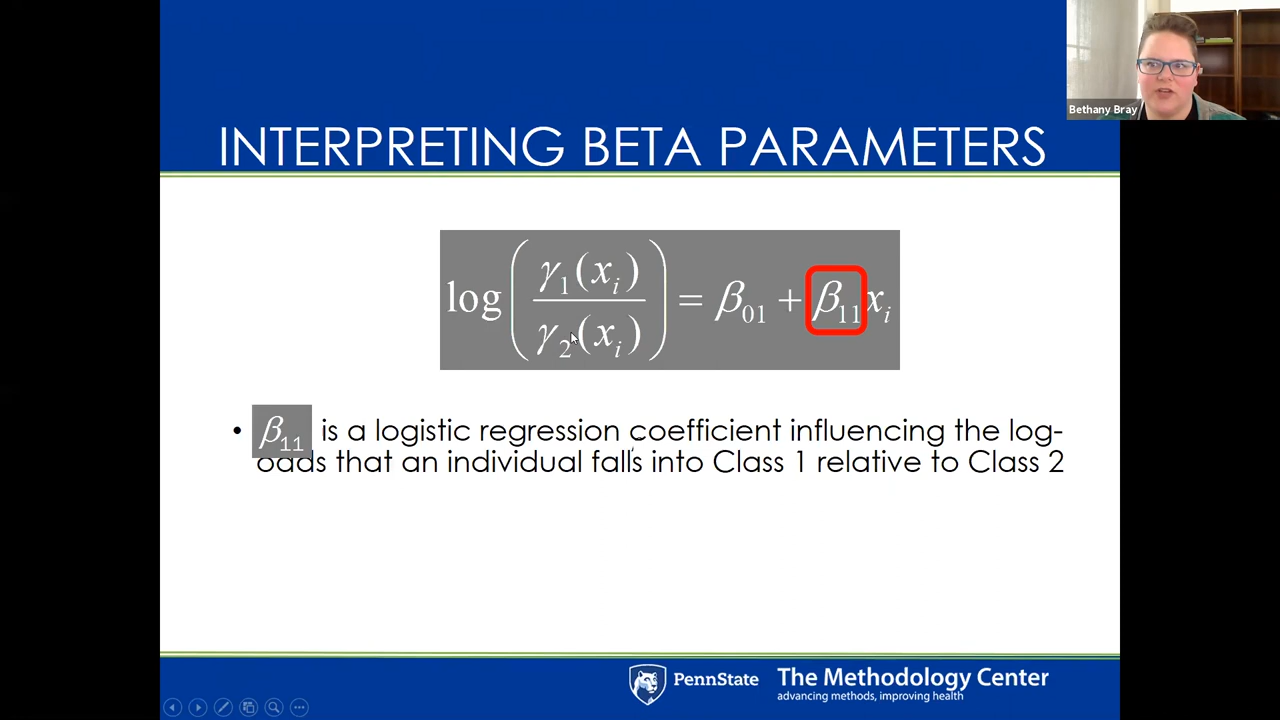 Bethany Bray
INTERPRETING BETA PARAMETERS
log(γ₁(xᵢ)/γ₂(xᵢ)) = β₀₁ + β₁₁xᵢ
• β₁₁ is a logistic regression coefficient influencing the log-
odds that an individual falls into Class 1 relative to Class 2
PennState
The Methodology Center
advancing methods, improving health